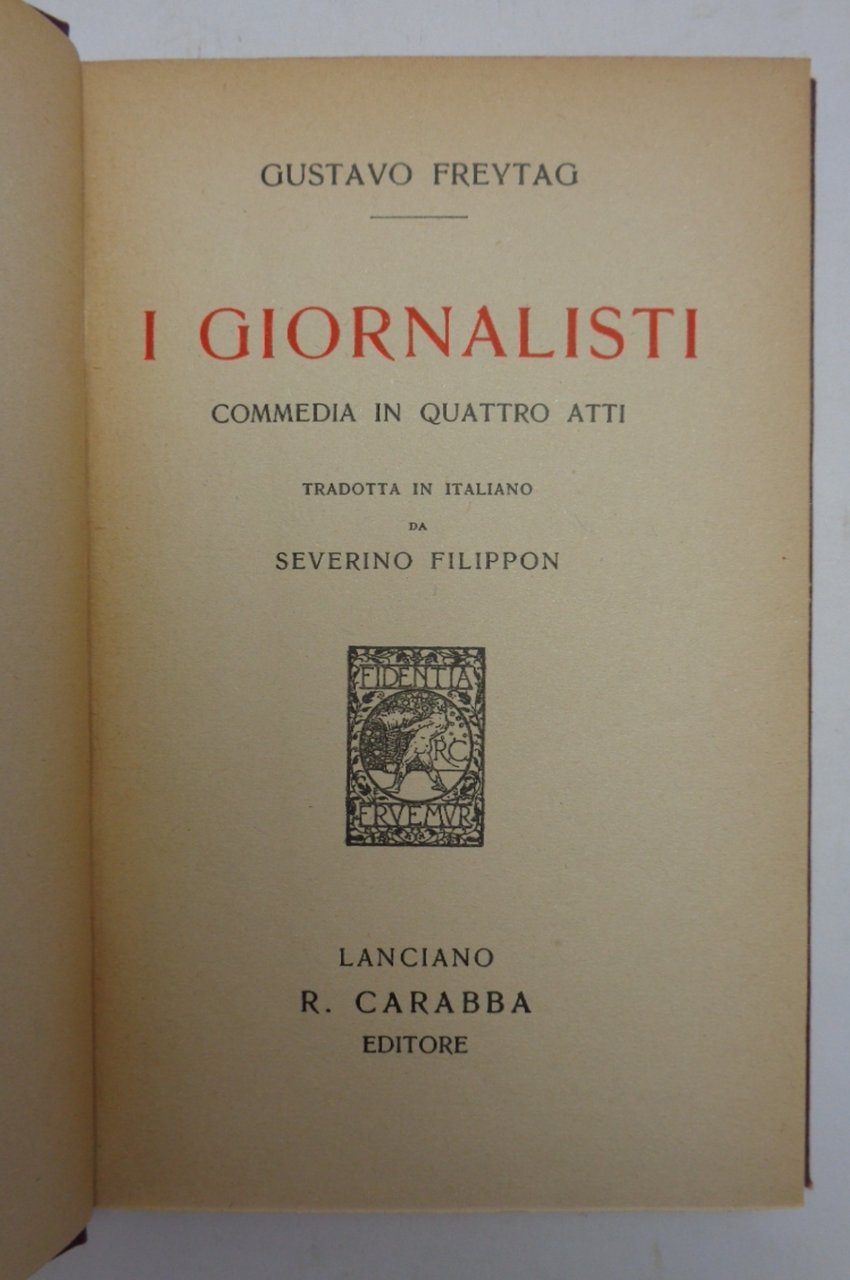 GUSTAVO FREYTAG
I GIORNALISTI
COMMEDIA IN QUATTRO ATTI
TRADOTTA IN ITALIANO
DA
SEVERINO FILIPPON
FIDENTIA
RC
FRVEMVR
LANCIANO
R. CARABBA
EDITORE